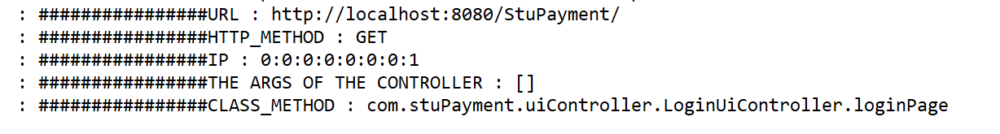 : ################URL : http://localhost:8080/StuPayment/
: ################HTTP_METHOD : GET
: ################IP : 0:0:0:0:0:0:0:1
: ################THE ARGS OF THE CONTROLLER : []
: ################CLASS_METHOD : com.stuPayment.uiController.LoginUiController.loginPage